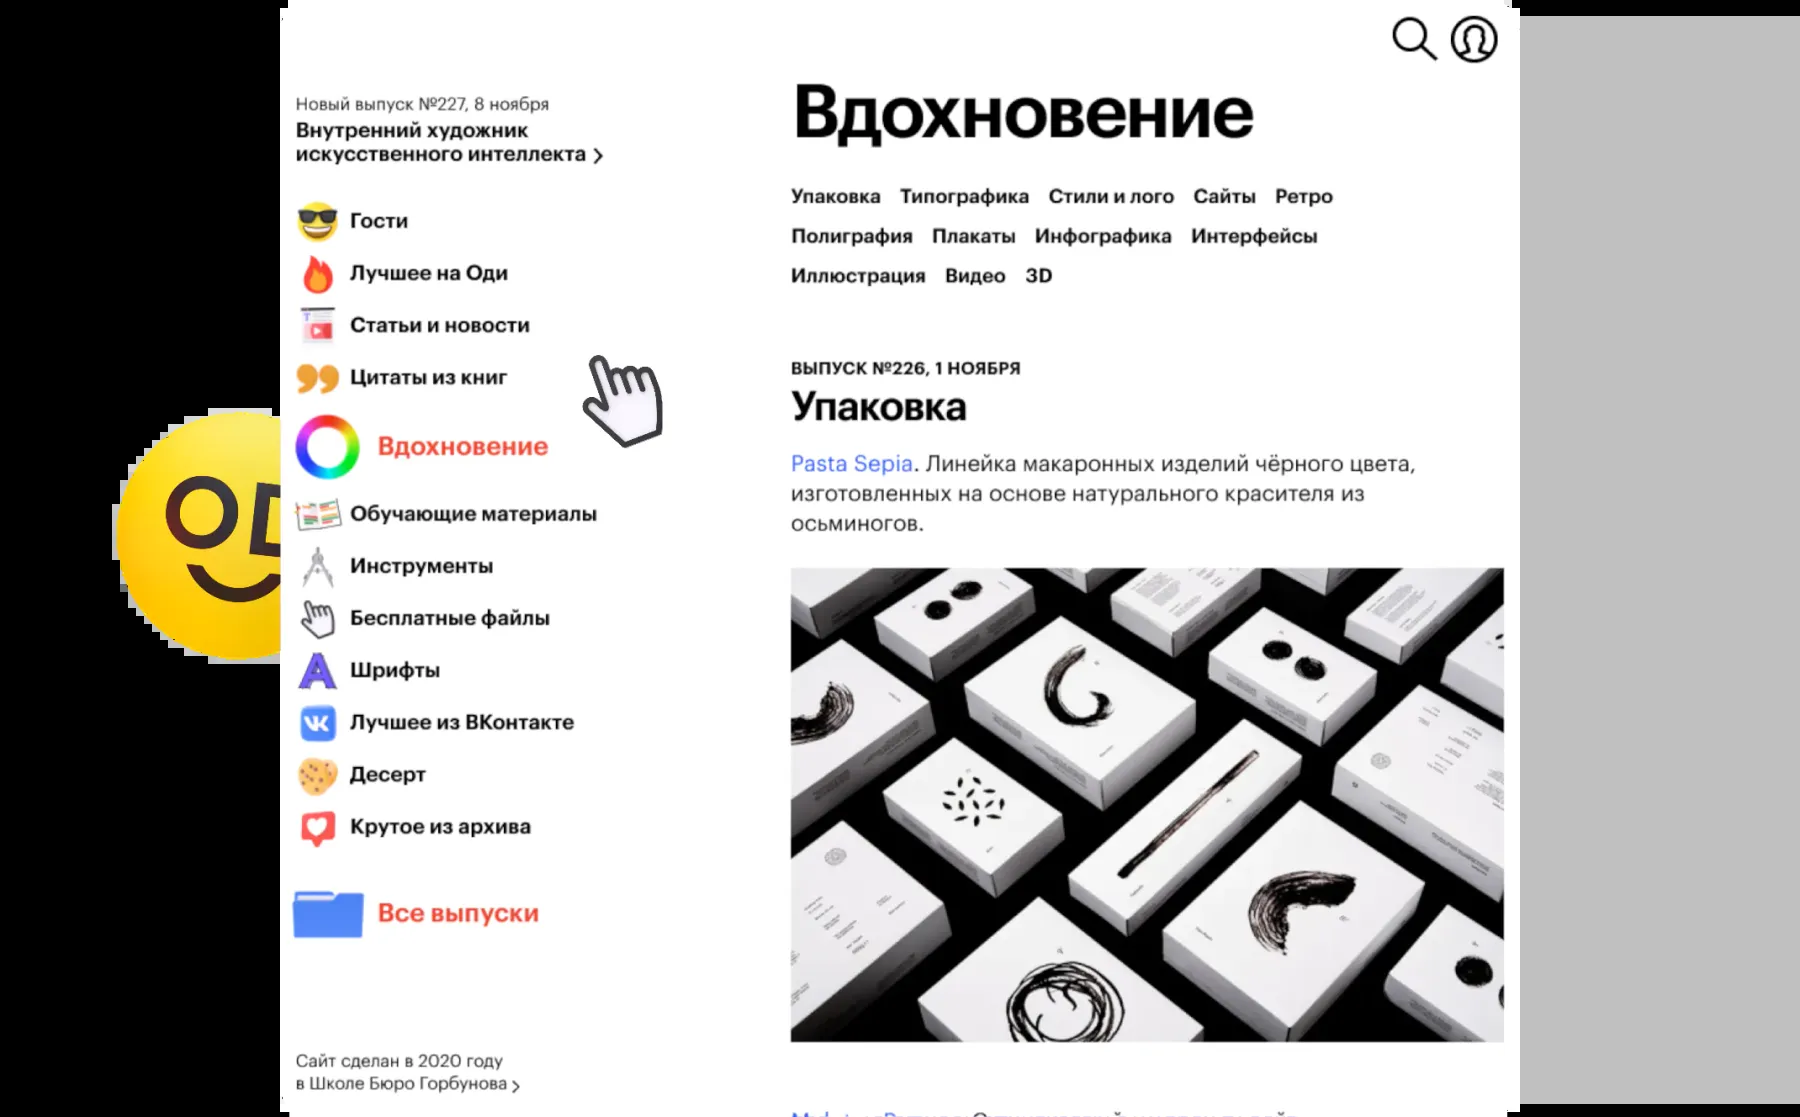 Новый выпуск №227, 8 ноября
Внутренний художник
искусственного интеллекта
Гости
Лучшее на Оди
Статьи и новости
Цитаты из книг
Вдохновение
Обучающие материалы
Инструменты
Бесплатные файлы
Шрифты
Лучшее из ВКонтакте
Десерт
Крутое из архива
Все выпуски
Сайт сделан в 2020 году
в Школе Бюро Горбунова
Вдохновение
Упаковка Типографика Стили и лого Сайты Ретро
Полиграфия Плакаты Инфографика Интерфейсы
Иллюстрация Видео 3D
ВЫПУСК №226, 1 НОЯБРЯ
Упаковка
Pasta Sepia. Линейка макаронных изделий чёрного цвета,
изготовленных на основе натурального красителя из
осьминогов.